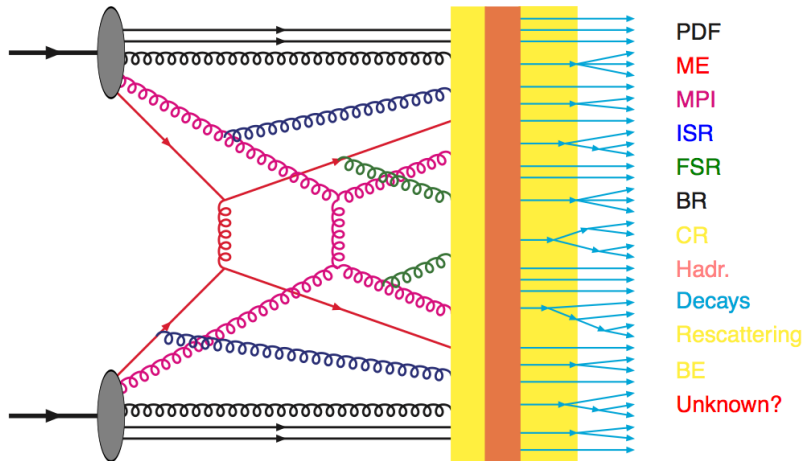 PDF
ME
MPI
ISR
FSR
BR
CR
Hadr.
Decays
Rescattering
BE
Unknown?